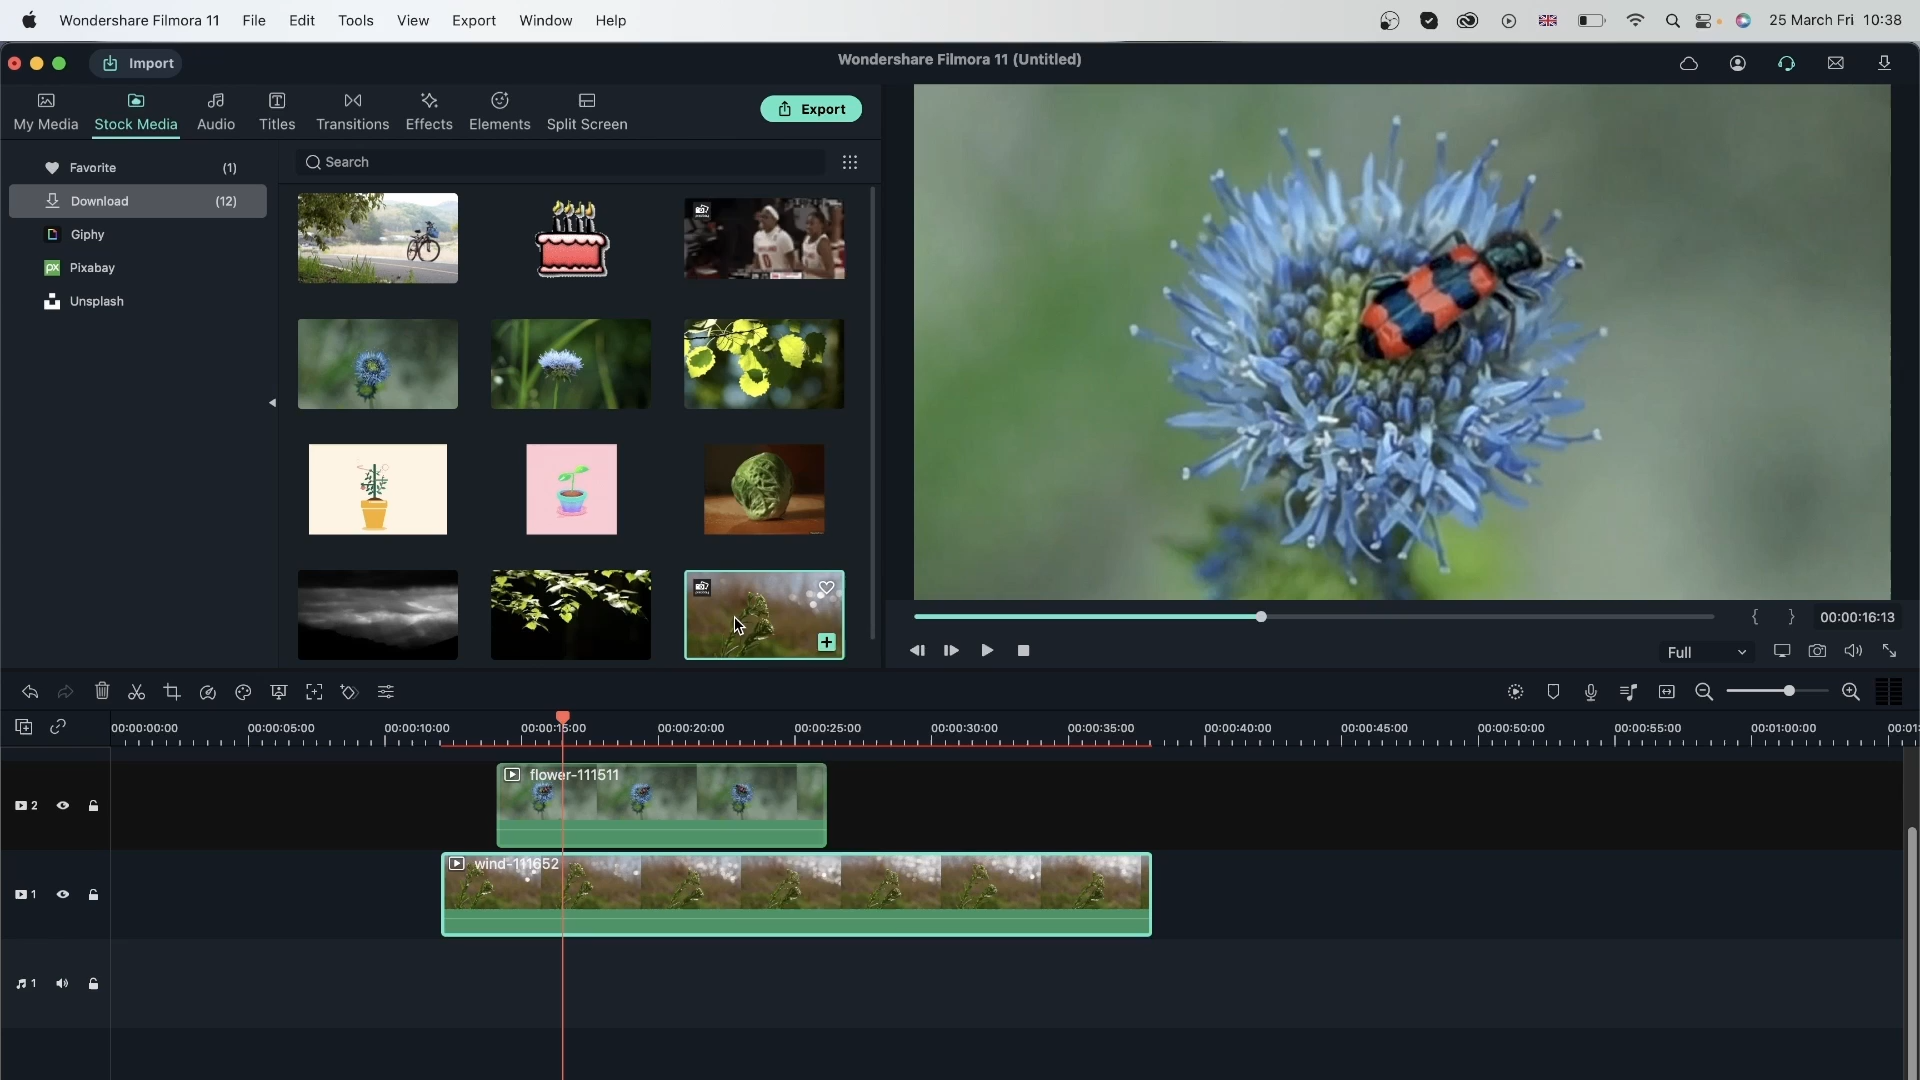 Wondershare Filmora 11 File Edit Tools View Export Window Help 25 March Fri 10:38
Import Wondershare Filmora 11 (Untitled)
My Media Stock Media Audio Titles Transitions Effects Elements Split Screen Export
Favorite (1)
Search
Download (12)
Giphy
Pixabay
Unsplash
{ } 00:00:16:13
Full
00:00:00:00 00:00:05:00 00:00:10:00 00:00:15:00 00:00:20:00 00:00:25:00 00:00:30:00 00:00:35:00 00:00:40:00 00:00:45:00 00:00:50:00 00:00:55:00 00:01:00:00 00:01:
flower-111511
2
wind-111652
1
1